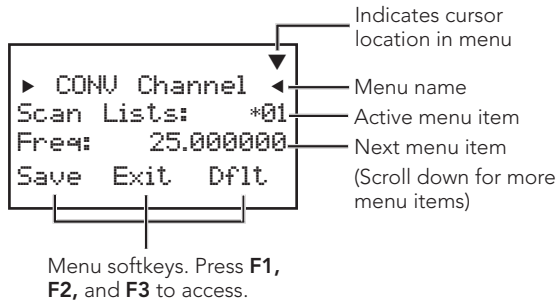 Indicates cursor
location in menu
▶ CONV Channel ◀
Menu name
Scan Lists: *01
Active menu item
Freq: 25.000000
Next menu item
(Scroll down for more
menu items)
Save Exit Dflt
Menu softkeys. Press F1,
F2, and F3 to access.